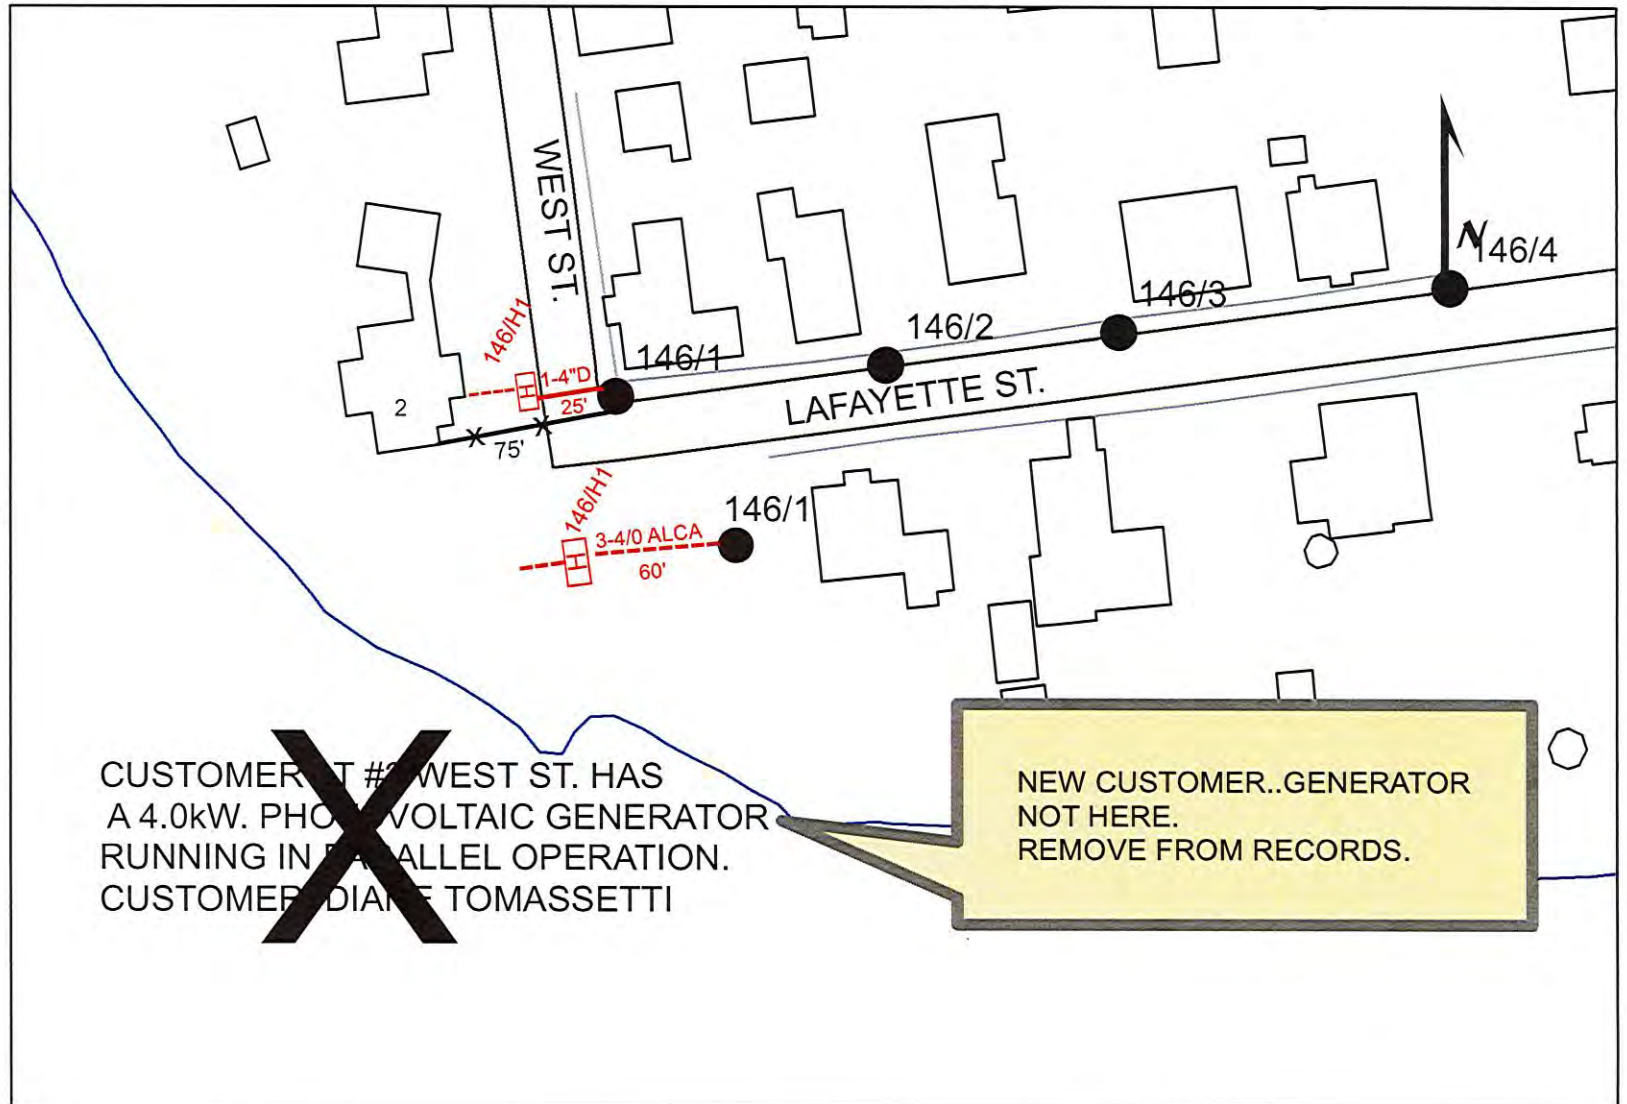 WEST ST.
N
146/4
146/3
146/H1
146/2
146/1
1-4"D
H
25'
LAFAYETTE ST.
2
X X
75'
146/H1
146/1
3-4/0 ALCA
H
60'
CUSTOMER #2 WEST ST. HAS
A 4.0kW. GENERATOR
RUNNING IN OPERATION.
CUSTOMER TOMASSETTI
X
NEW CUSTOMER..GENERATOR
NOT HERE.
REMOVE FROM RECORDS.